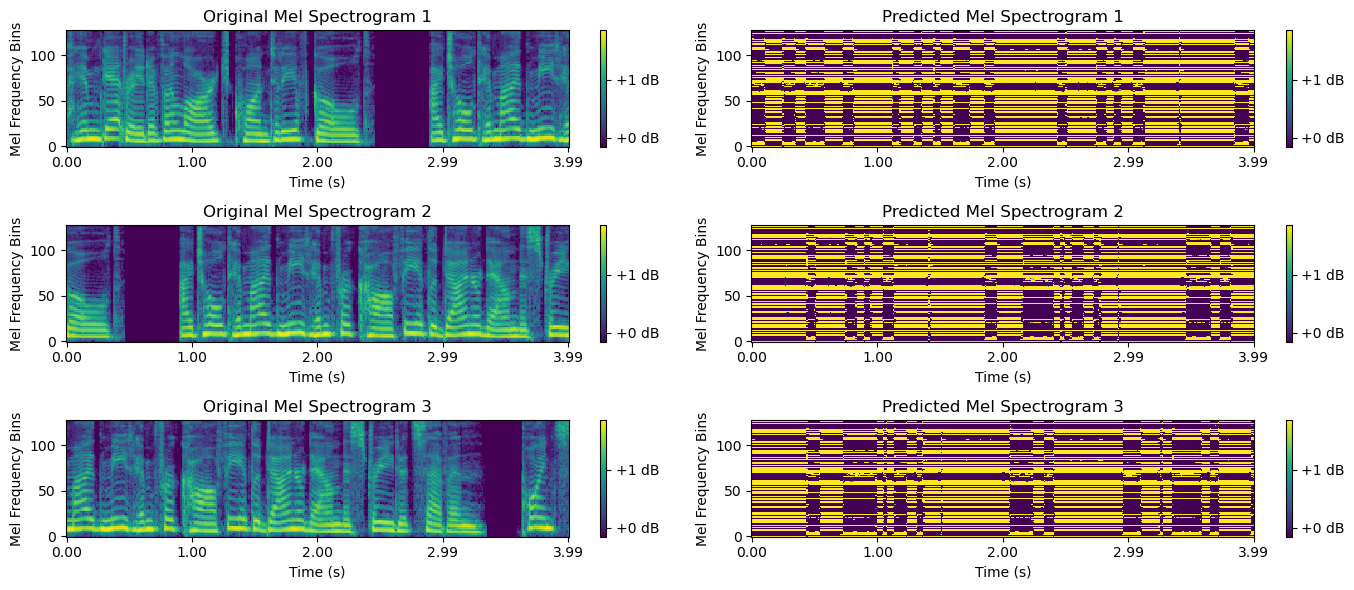 Original Mel Spectrogram 1
Mel Frequency Bins
100
50
0
0.00 1.00 2.00 2.99 3.99
Time (s)
+1 dB
+0 dB
Predicted Mel Spectrogram 1
Mel Frequency Bins
100
50
0
0.00 1.00 2.00 2.99 3.99
Time (s)
+1 dB
+0 dB
Original Mel Spectrogram 2
Mel Frequency Bins
100
50
0
0.00 1.00 2.00 2.99 3.99
Time (s)
+1 dB
+0 dB
Predicted Mel Spectrogram 2
Mel Frequency Bins
100
50
0
0.00 1.00 2.00 2.99 3.99
Time (s)
+1 dB
+0 dB
Original Mel Spectrogram 3
Mel Frequency Bins
100
50
0
0.00 1.00 2.00 2.99 3.99
Time (s)
+1 dB
+0 dB
Predicted Mel Spectrogram 3
Mel Frequency Bins
100
50
0
0.00 1.00 2.00 2.99 3.99
Time (s)
+1 dB
+0 dB